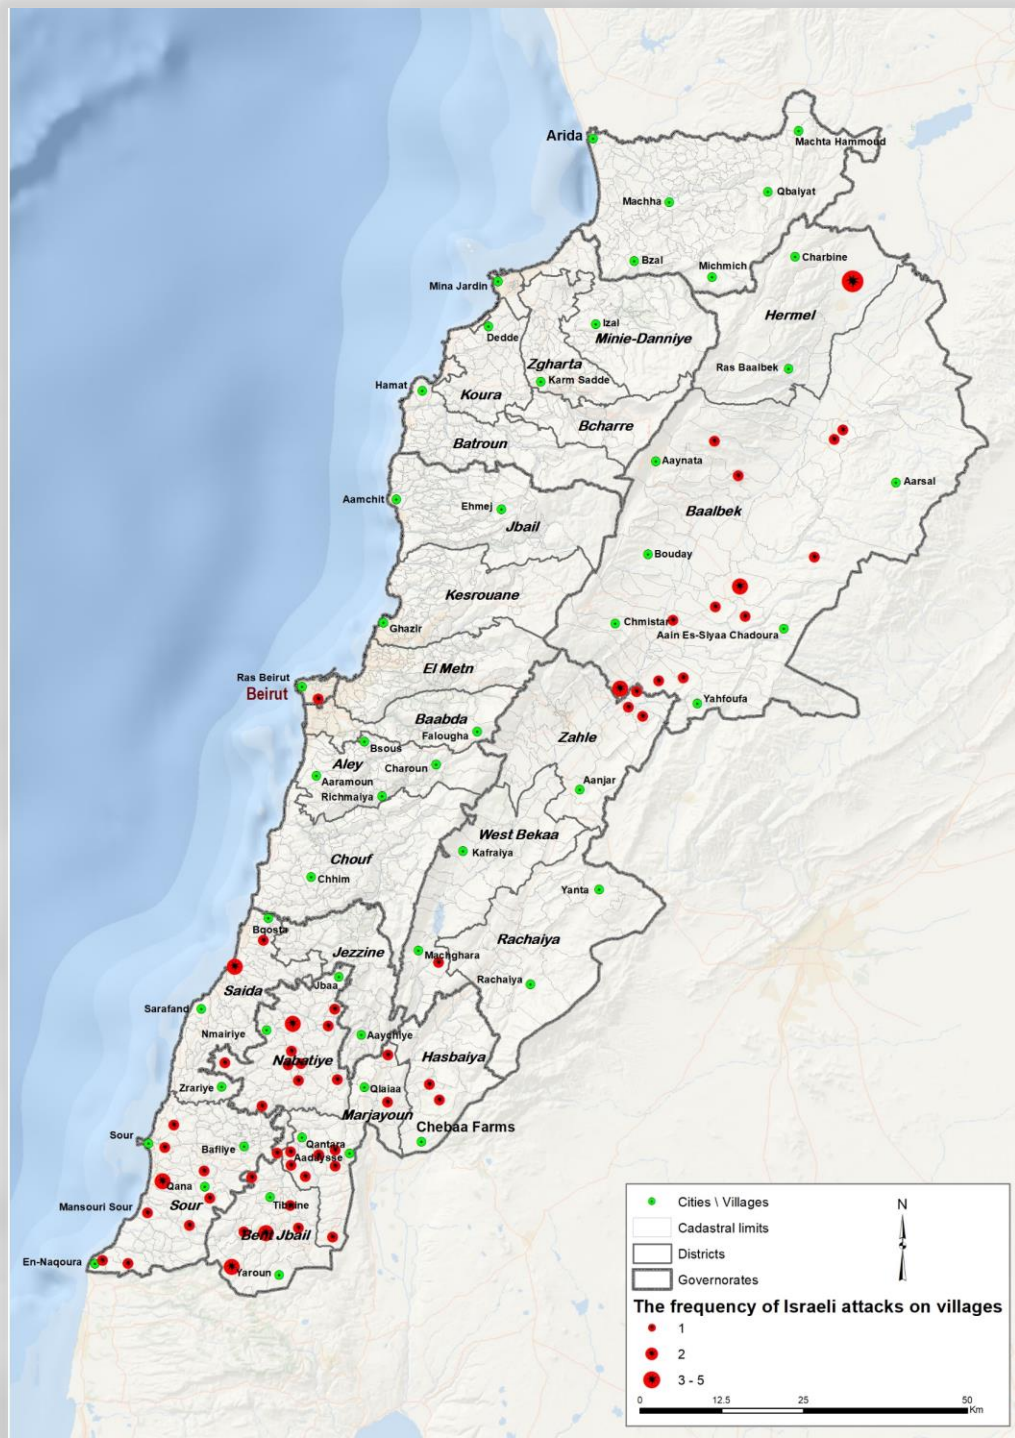 Arida
Machta Hammoud
Qbaiyat
Machha
Bzal
Michmich
Charbine
Mina Jardin
Hermel
Izal
Dedde
Minie-Danniye
Zgharta
Ras Baalbek
Karm Sadde
Hamat
Koura
Bcharre
Batroun
Aaynata
Aarsal
Aamchit
Ehmej
Baalbek
Jbail
Bouday
Kesrouane
Chmistar
Ghazir
Aain Es-Siyaa Chadoura
El Metn
Ras Beirut
Beirut
Yahfoufa
Baabda
Falougha
Zahle
Bsous
Aley
Charoun
Aaramoun
Aanjar
Richmaiya
West Bekaa
Kafraiya
Chouf
Chhim
Yanta
Bqosta
Rachaiya
Jezzine
Machghara
Jbaa
Rachaiya
Saida
Sarafand
Nmairiye
Aaychiye
Nabatiye
Hasbaiya
Zrariye
Qlaiaa
Marjayoun
Chebaa Farms
Sour
Bafliye
Qantara
Aadaysse
Qana
Mansouri Sour
Sour
Tibnine
Bent Jbail
En-Naqoura
Yaroun
Cities \ Villages
N
Cadastral limits
Districts
Governorates
The frequency of Israeli attacks on villages
1
2
3 - 5
0 12.5 25 50
Km